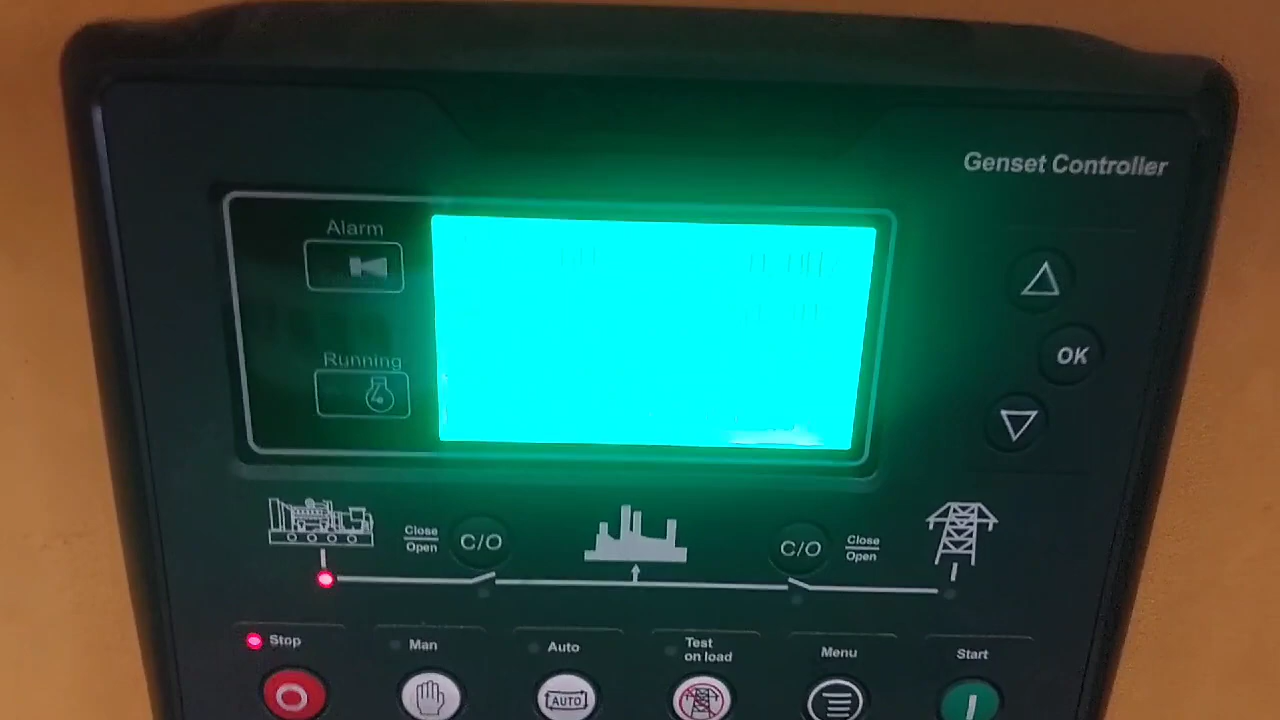 Genset Controller
Alarm
Running
OK
Close
Open
C/O
C/O
Close
Open
Stop
Man
Auto
Test
on load
Menu
Start
AUTO